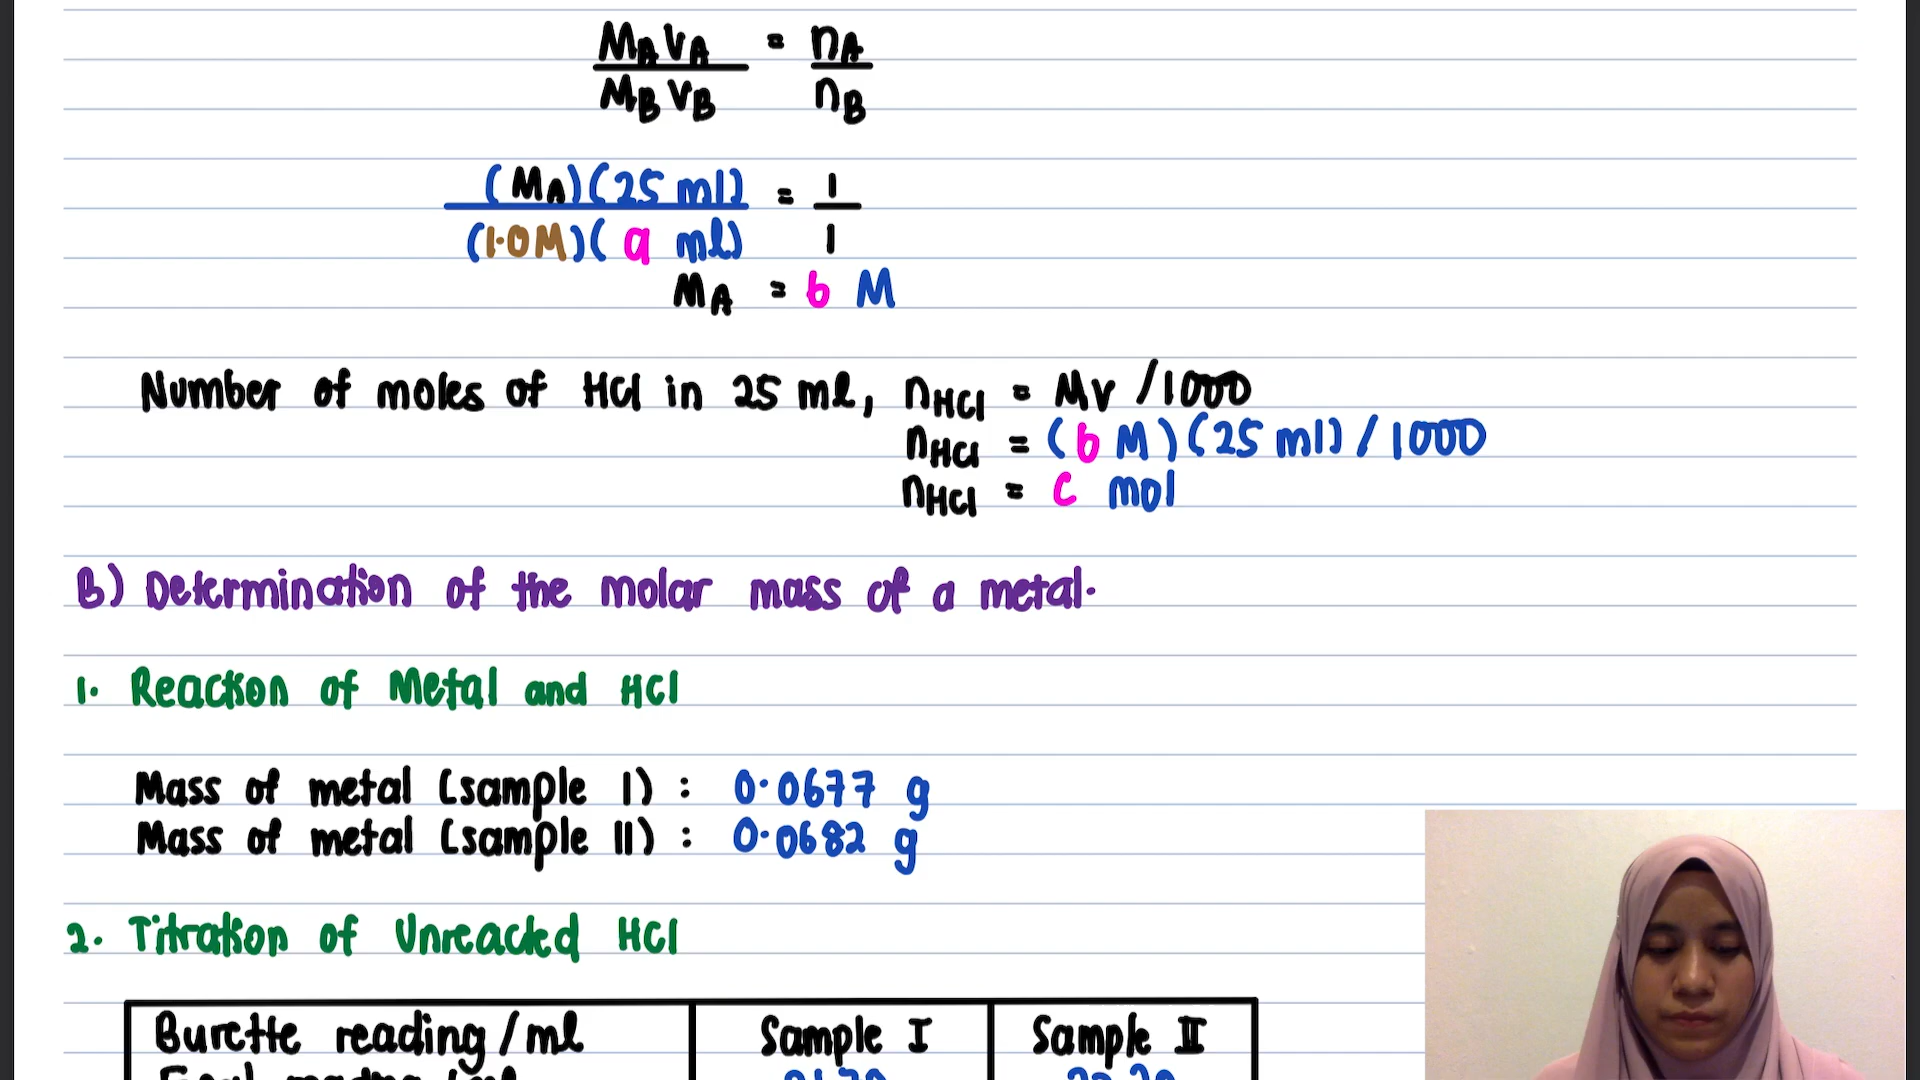 MAVA = nA
MBVB nB
(MA)(25 ml) = 1
(1.0M)( a ml) 1
MA = b M
Number of moles of HCl in 25 ml, nHCl = MV /1000
nHCl = (b M)(25 ml) / 1000
nHCl = c mol
B) Determination of the molar mass of a metal.
1. Reaction of Metal and HCl
Mass of metal (sample I) : 0.0677 g
Mass of metal (sample II) : 0.0682 g
2. Titration of Unreacted HCl
Burette reading / ml Sample I Sample II